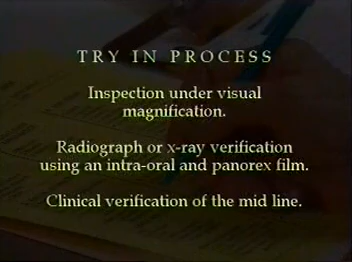 TRY IN PROCESS
Inspection under visual
magnification.
Radiograph or x-ray verification
using an intra-oral and panorex film.
Clinical verification of the mid line.